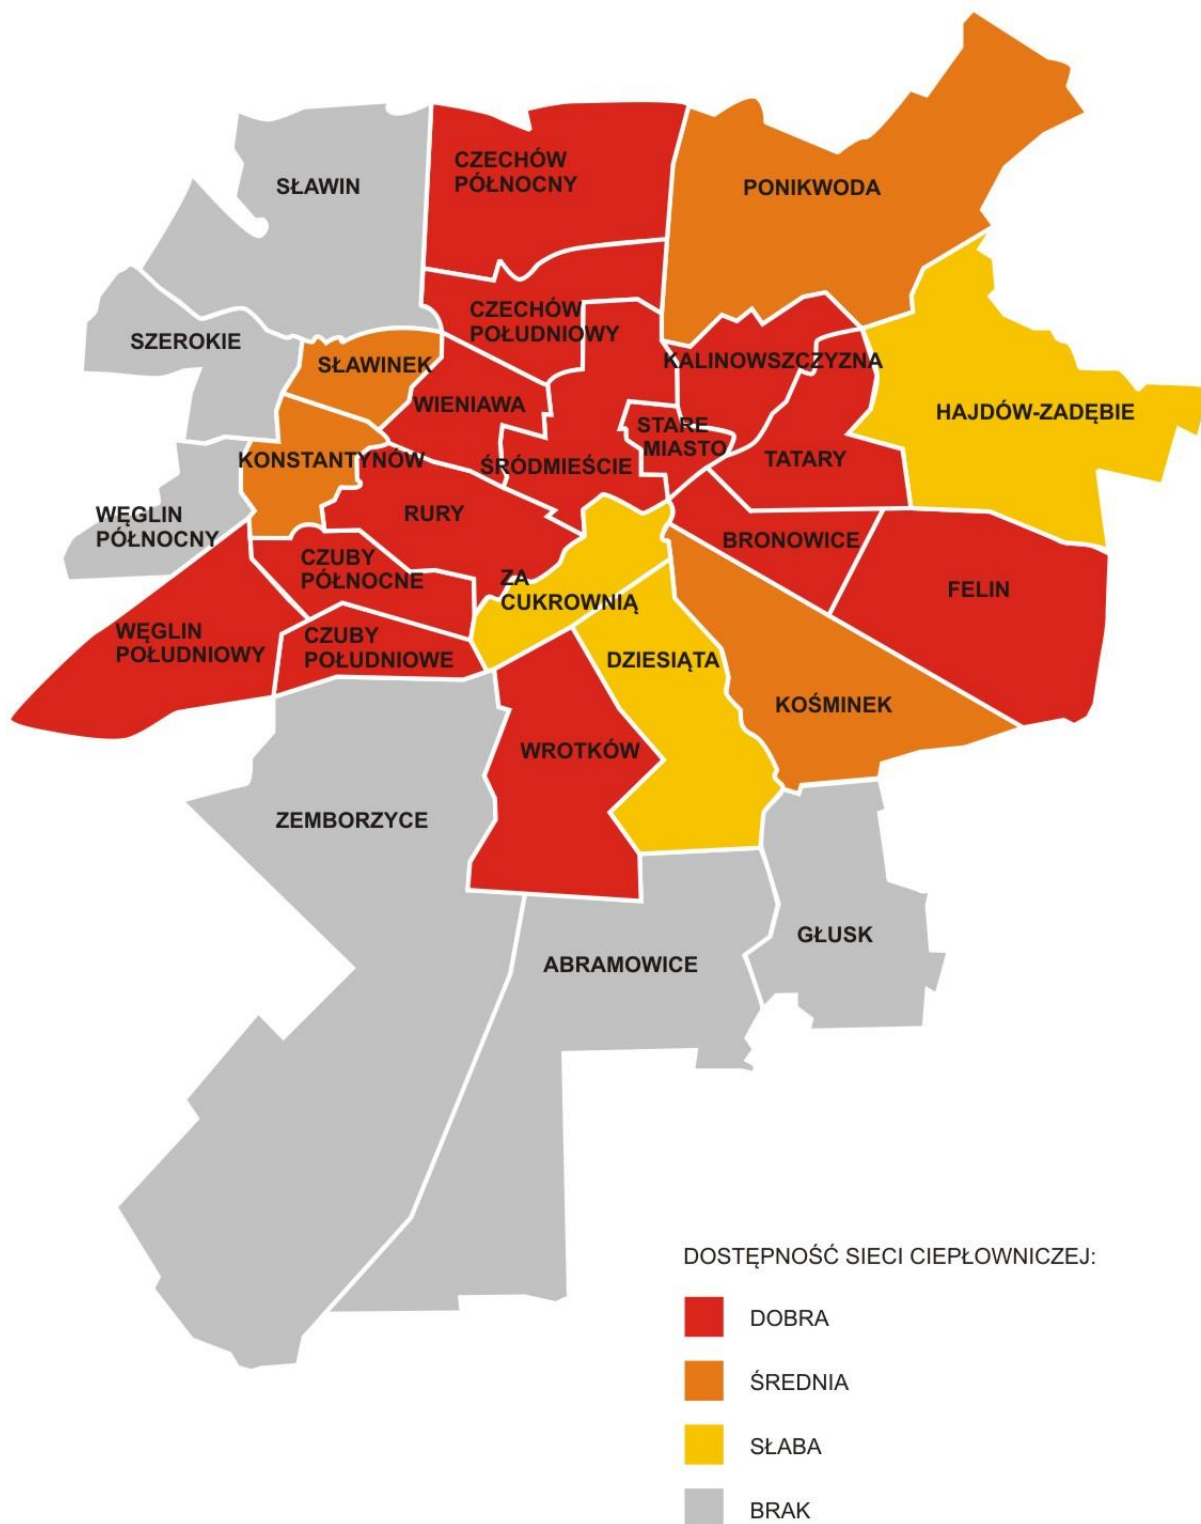 CZECHÓW
PÓŁNOCNY
SŁAWIN
PONIKWODA
CZECHÓW
POŁUDNIOWY
SZEROKIE
SŁAWINEK
KALINOWSZCZYZNA
WIENIAWA
HAJDÓW-ZADĘBIE
STARE
MIASTO
KONSTANTYNÓW
ŚRÓDMIEŚCIE
TATARY
WĘGLIN
PÓŁNOCNY
RURY
BRONOWICE
CZUBY
PÓŁNOCNE
ZA
CUKROWNIĄ
FELIN
WĘGLIN
POŁUDNIOWY
CZUBY
POŁUDNIOWE
DZIESIĄTA
KOŚMINEK
WROTKÓW
ZEMBORZYCE
GŁUSK
ABRAMOWICE
DOSTĘPNOŚĆ SIECI CIEPŁOWNICZEJ:
DOBRA
ŚREDNIA
SŁABA
BRAK